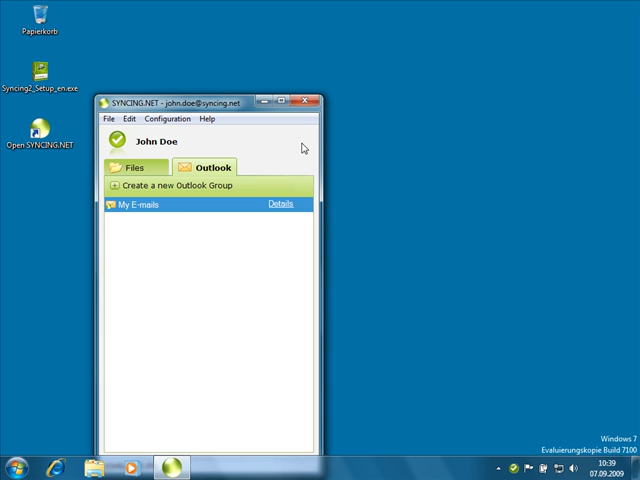 Papierkorb
Syncing2_Setup_en.exe
Open SYNCING.NET
SYNCING.NET - john.doe@syncing.net
File Edit Configuration Help
John Doe
Files Outlook
Create a new Outlook Group
My E-mails Details
Windows 7
Evaluierungskopie Build 7100
10:39
07.09.2009